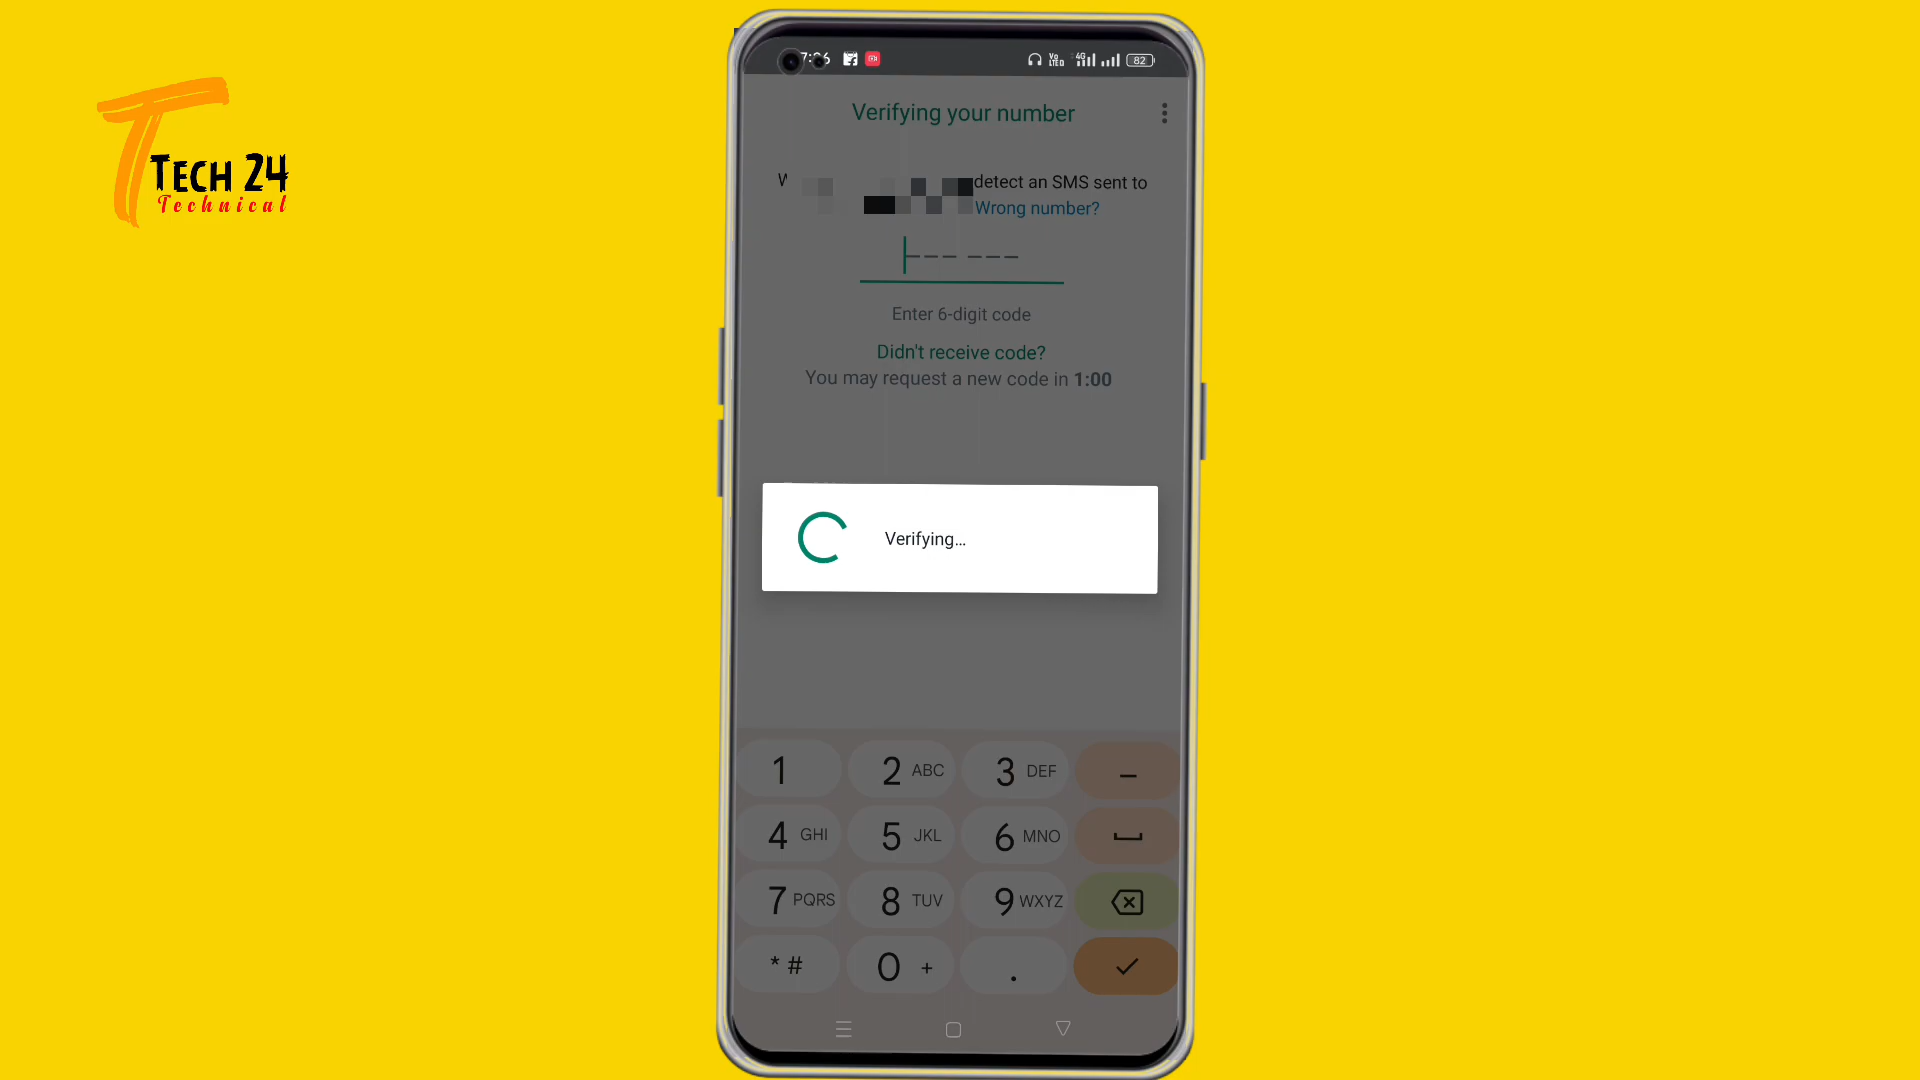 TECH 24
Technical
82
Verifying your number
detect an SMS sent to
Wrong number?
Enter 6-digit code
Didn't receive code?
You may request a new code in 1:00
Verifying...
1
2 ABC
3 DEF
–
4 GHI
5 JKL
6 MNO
7 PQRS
8 TUV
9 WXYZ
* #
0 +
.